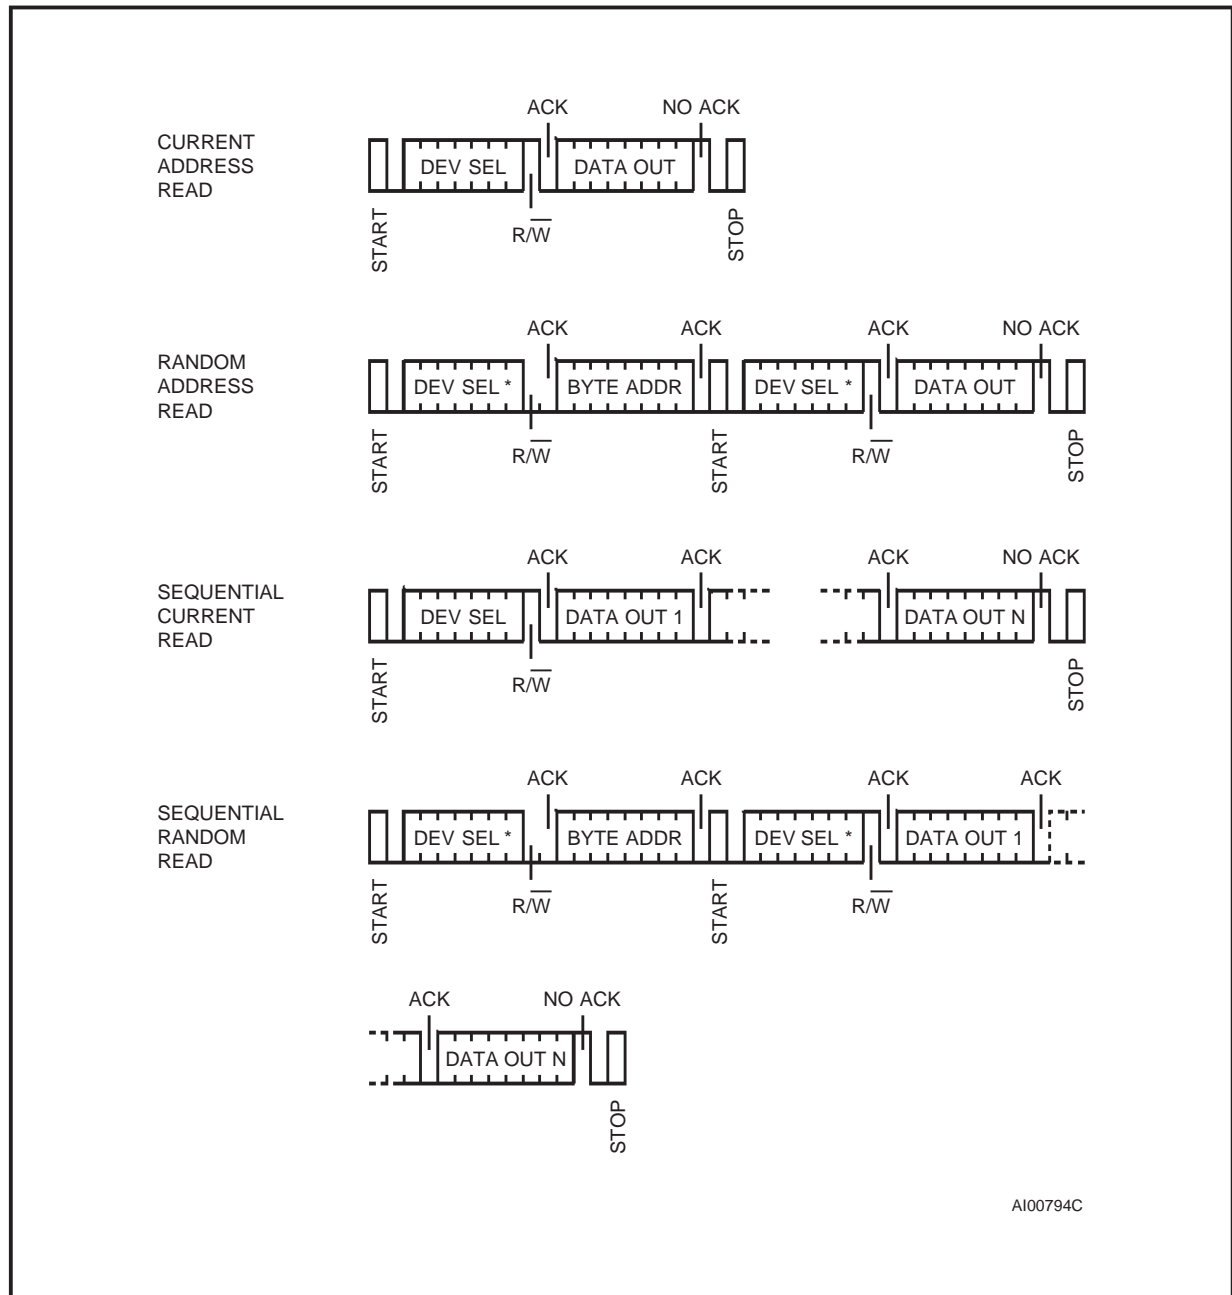 ACK NO ACK
CURRENT
ADDRESS
READ
DEV SEL DATA OUT
R/W
START STOP
ACK ACK ACK NO ACK
RANDOM
ADDRESS
READ
DEV SEL * BYTE ADDR DEV SEL * DATA OUT
R/W R/W
START START STOP
ACK ACK ACK NO ACK
SEQUENTIAL
CURRENT
READ
DEV SEL DATA OUT 1 DATA OUT N
R/W
START STOP
ACK ACK ACK ACK
SEQUENTIAL
RANDOM
READ
DEV SEL * BYTE ADDR DEV SEL * DATA OUT 1
R/W R/W
START START
ACK NO ACK
DATA OUT N
STOP
AI00794C